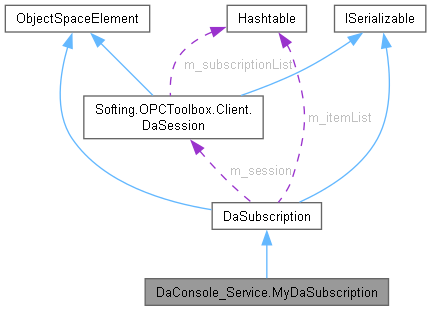 ObjectSpaceElement
Hashtable
ISerializable
m_subscriptionList
Softing.OPCToolbox.Client.
DaSession
m_itemList
m_session
DaSubscription
DaConsole_Service.MyDaSubscription